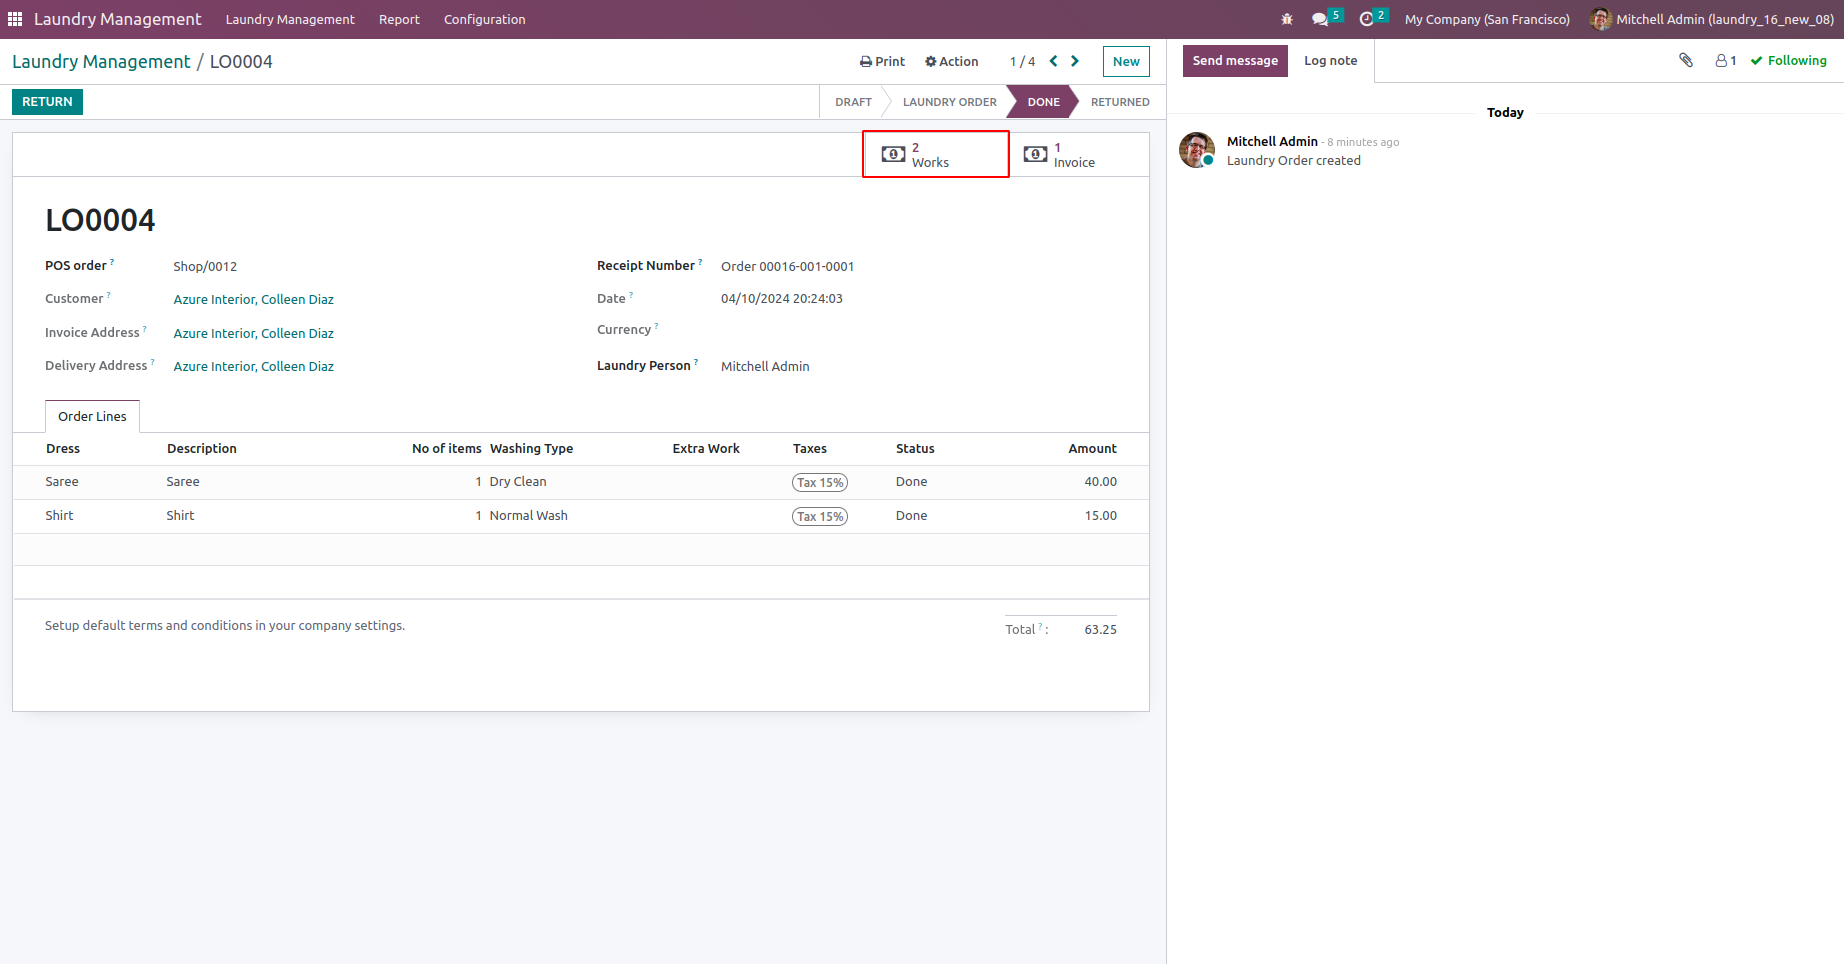 Laundry Management Laundry Management Report Configuration 5 2 My Company (San Francisco) Mitchell Admin (laundry_16_new_08)
Laundry Management / LO0004 Print Action 1 / 4 New
RETURN DRAFT LAUNDRY ORDER DONE RETURNED
2
Works
1
Invoice
LO0004
POS order ? Shop/0012 Receipt Number ? Order 00016-001-0001
Customer ? Azure Interior, Colleen Diaz Date ? 04/10/2024 20:24:03
Invoice Address ? Azure Interior, Colleen Diaz Currency ?
Delivery Address ? Azure Interior, Colleen Diaz Laundry Person ? Mitchell Admin
Order Lines
Dress Description No of items Washing Type Extra Work Taxes Status Amount
Saree Saree 1 Dry Clean Tax 15% Done 40.00
Shirt Shirt 1 Normal Wash Tax 15% Done 15.00
Setup default terms and conditions in your company settings.
Total ? : 63.25
Send message Log note 1 Following
Today
Mitchell Admin - 8 minutes ago
Laundry Order created